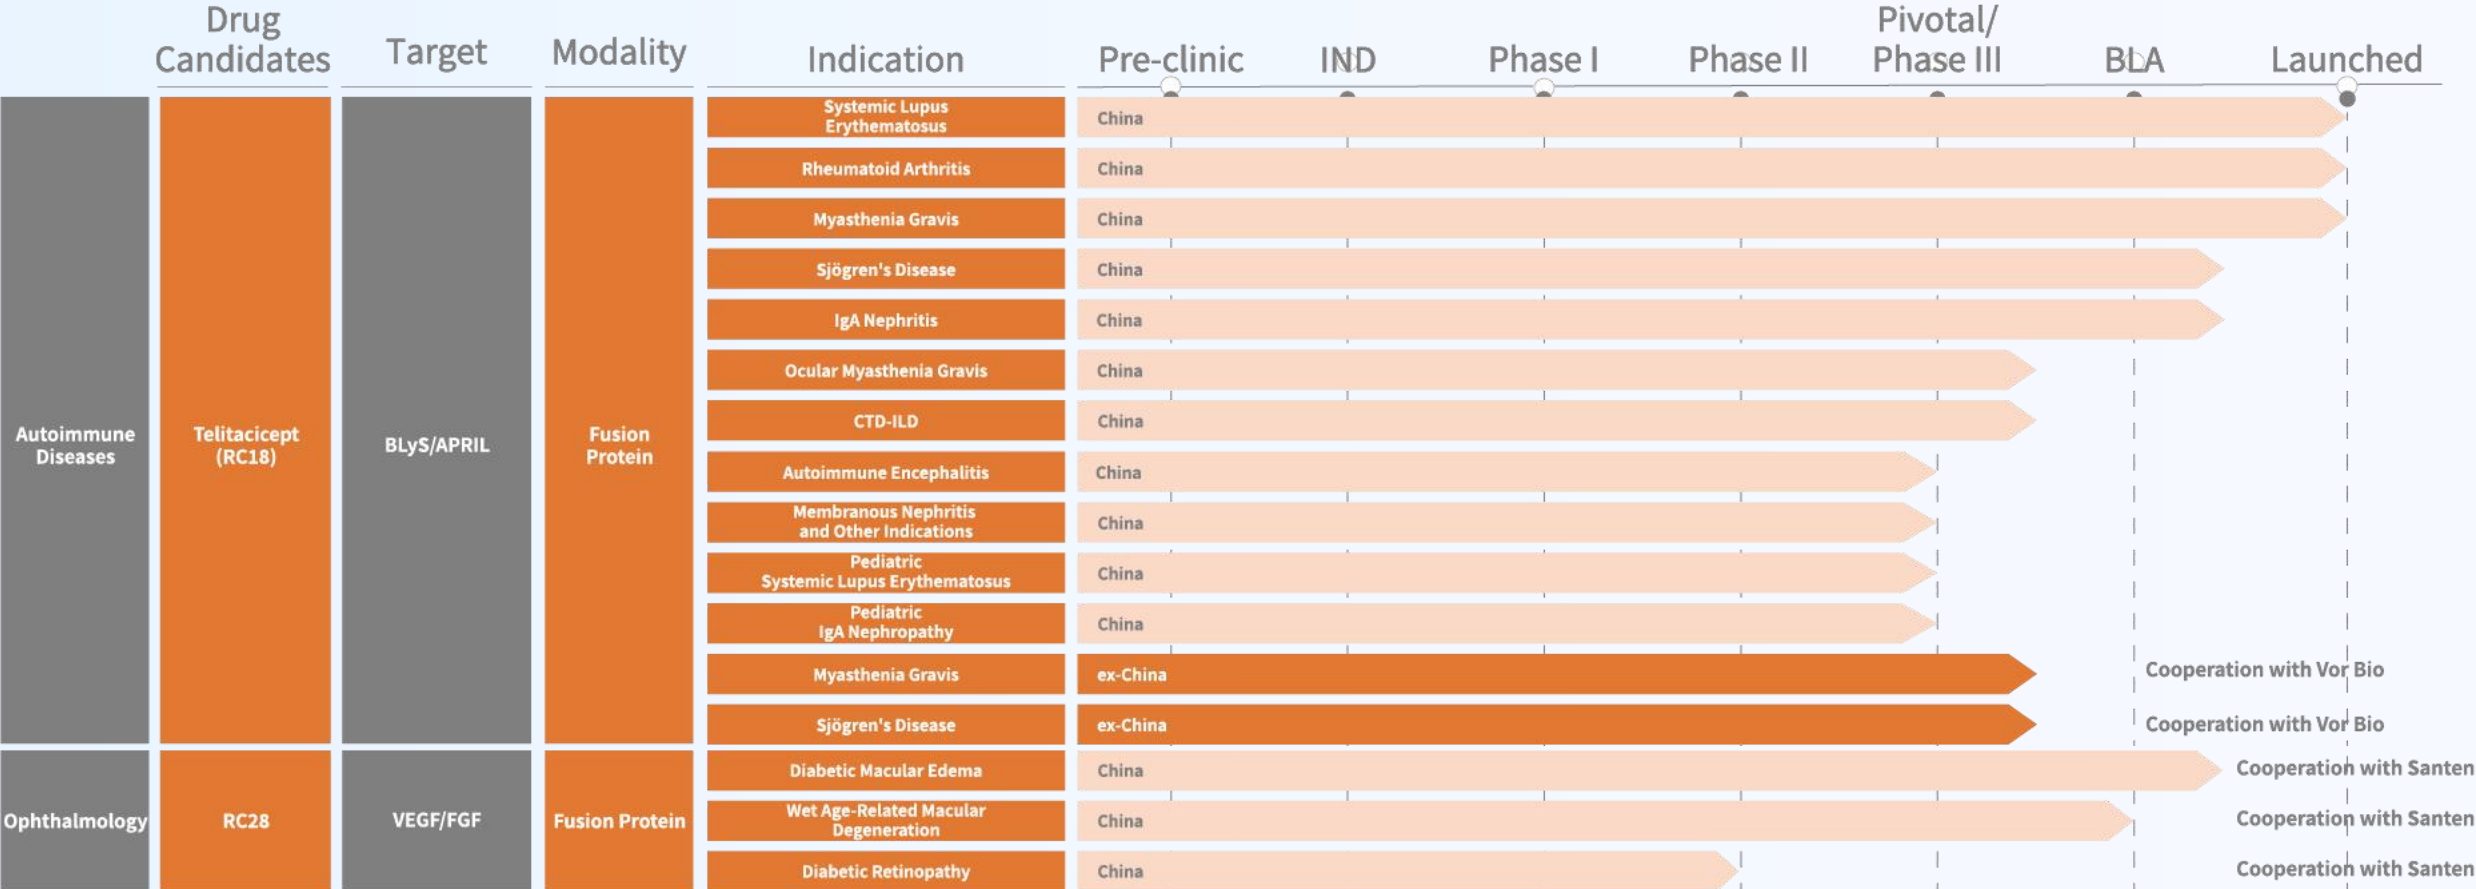 Drug
Candidates
Target
Modality
Indication
Pre-clinic
IND
Phase I
Phase II
Pivotal/
Phase III
BLA
Launched
Autoimmune
Diseases
Telitacicept
(RC18)
BLyS/APRIL
Fusion
Protein
Systemic Lupus
Erythematosus
China
Rheumatoid Arthritis
China
Myasthenia Gravis
China
Sjögren's Disease
China
IgA Nephritis
China
Ocular Myasthenia Gravis
China
CTD-ILD
China
Autoimmune Encephalitis
China
Membranous Nephritis
and Other Indications
China
Pediatric
Systemic Lupus Erythematosus
China
Pediatric
IgA Nephropathy
China
Myasthenia Gravis
ex-China
Cooperation with Vor Bio
Sjögren's Disease
ex-China
Cooperation with Vor Bio
Ophthalmology
RC28
VEGF/FGF
Fusion Protein
Diabetic Macular Edema
China
Cooperation with Santen
Wet Age-Related Macular
Degeneration
China
Cooperation with Santen
Diabetic Retinopathy
China
Cooperation with Santen